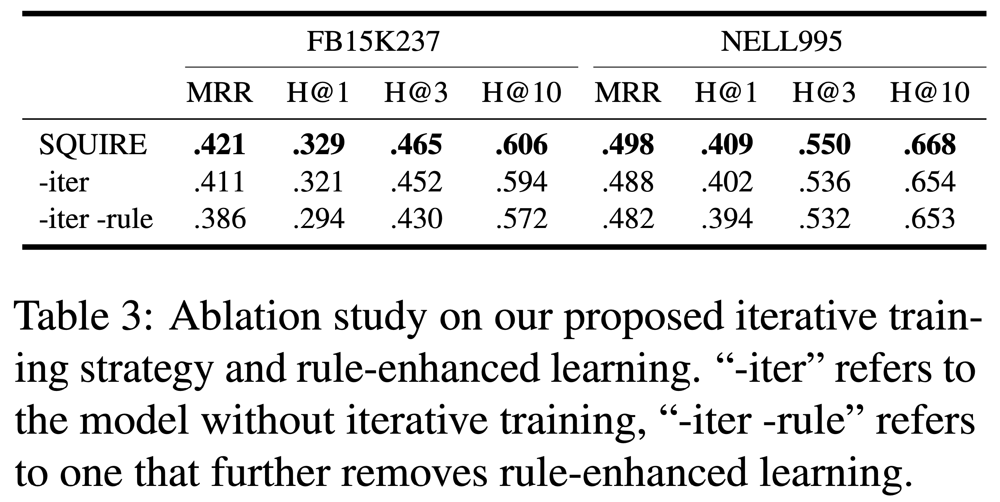 FB15K237 NELL995
MRR H@1 H@3 H@10 MRR H@1 H@3 H@10
SQUIRE .421 .329 .465 .606 .498 .409 .550 .668
-iter .411 .321 .452 .594 .488 .402 .536 .654
-iter -rule .386 .294 .430 .572 .482 .394 .532 .653
Table 3: Ablation study on our proposed iterative train-
ing strategy and rule-enhanced learning. “-iter” refers to
the model without iterative training, “-iter -rule” refers
to one that further removes rule-enhanced learning.